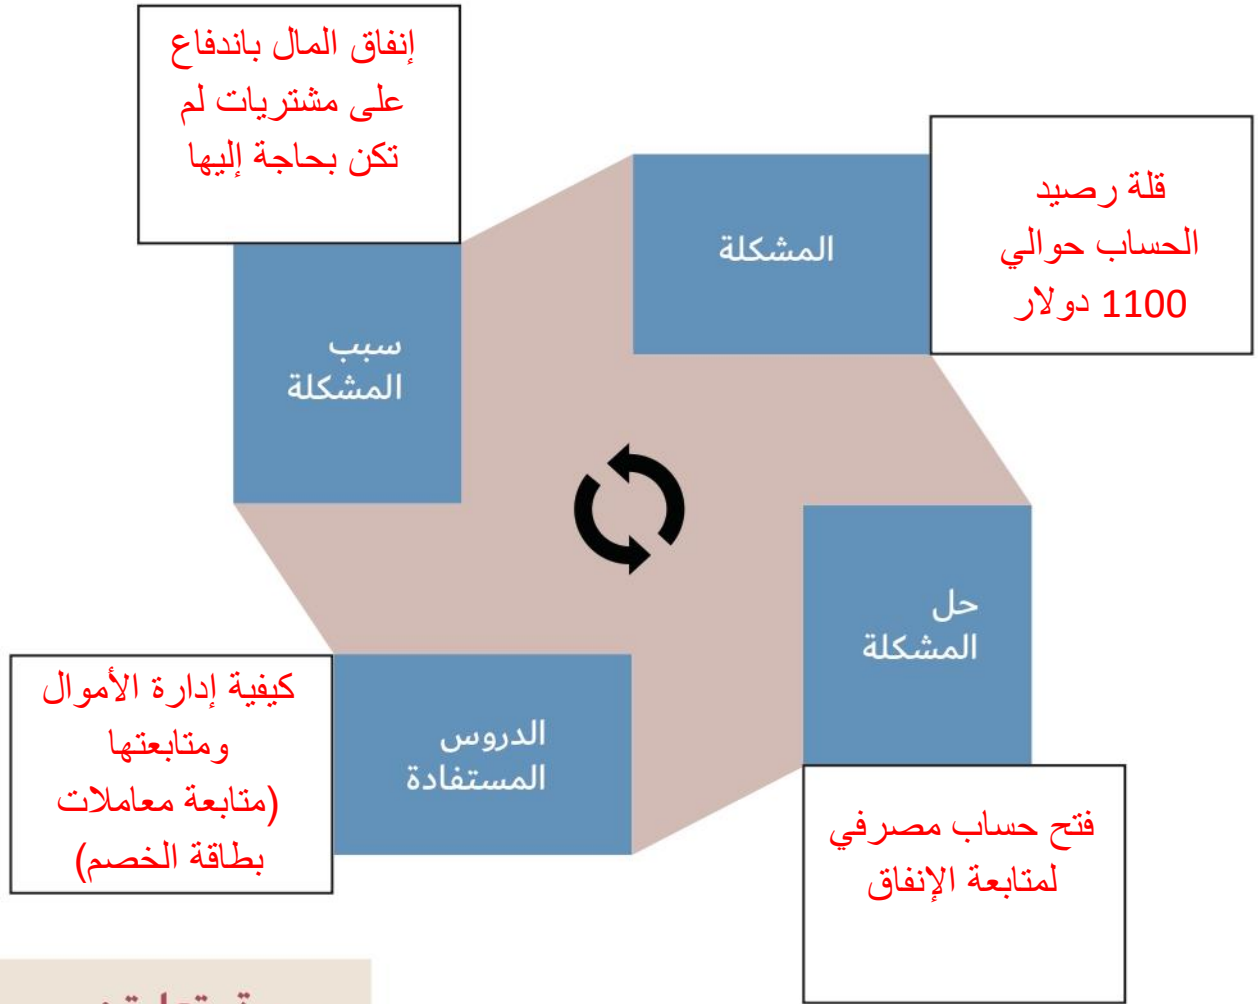 إنفاق المال باندفاع
على مشتريات لم
تكن بحاجة إليها
المشكلة
قلة رصيد
الحساب حوالي
1100 دولار
سبب
المشكلة
حل
المشكلة
كيفية إدارة الأموال
ومتابعتها
(متابعة معاملات
بطاقة الخصم)
الدروس
المستفادة
فتح حساب مصرفي
لمتابعة الإنفاق